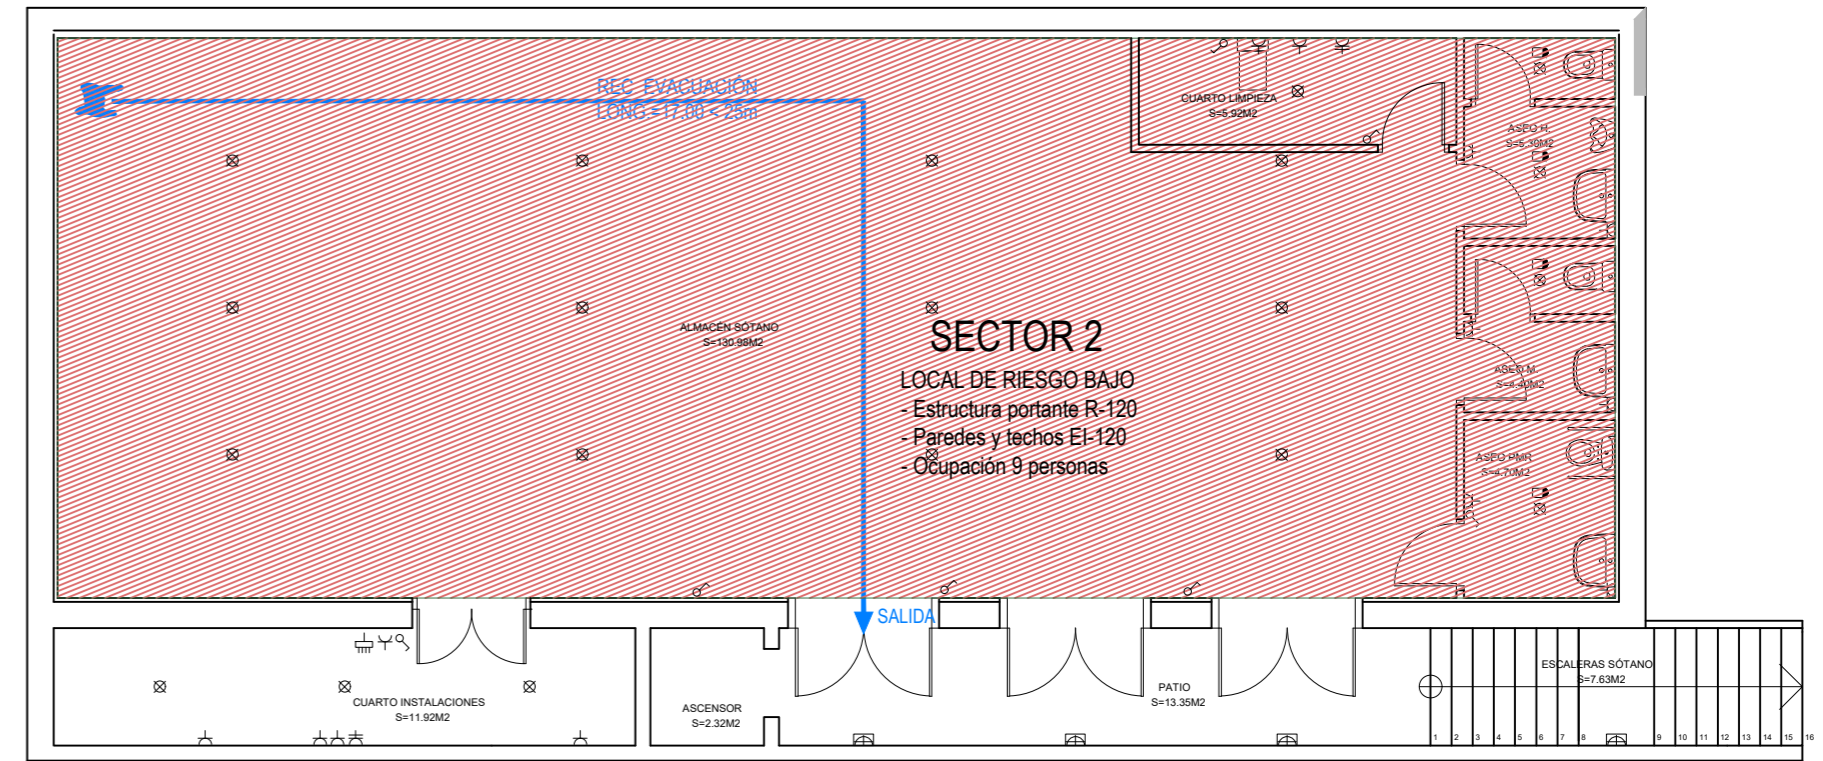 REC EVACUACIÓN
LONG.=17.00 < 25m
CUARTO LIMPIEZA
S=5.92M2
ASEO H.
S=5.30M2
ALMACÉN SÓTANO
S=130.98M2
SECTOR 2
LOCAL DE RIESGO BAJO
- Estructura portante R-120
- Paredes y techos EI-120
- Ocupación 9 personas
ASEO M.
S=4.40M2
ASEO PMR
S=4.70M2
SALIDA
CUARTO INSTALACIONES
S=11.92M2
ASCENSOR
S=2.32M2
PATIO
S=13.35M2
ESCALERAS SÓTANO
S=7.63M2
1 2 3 4 5 6 7 8 9 10 11 12 13 14 15 16